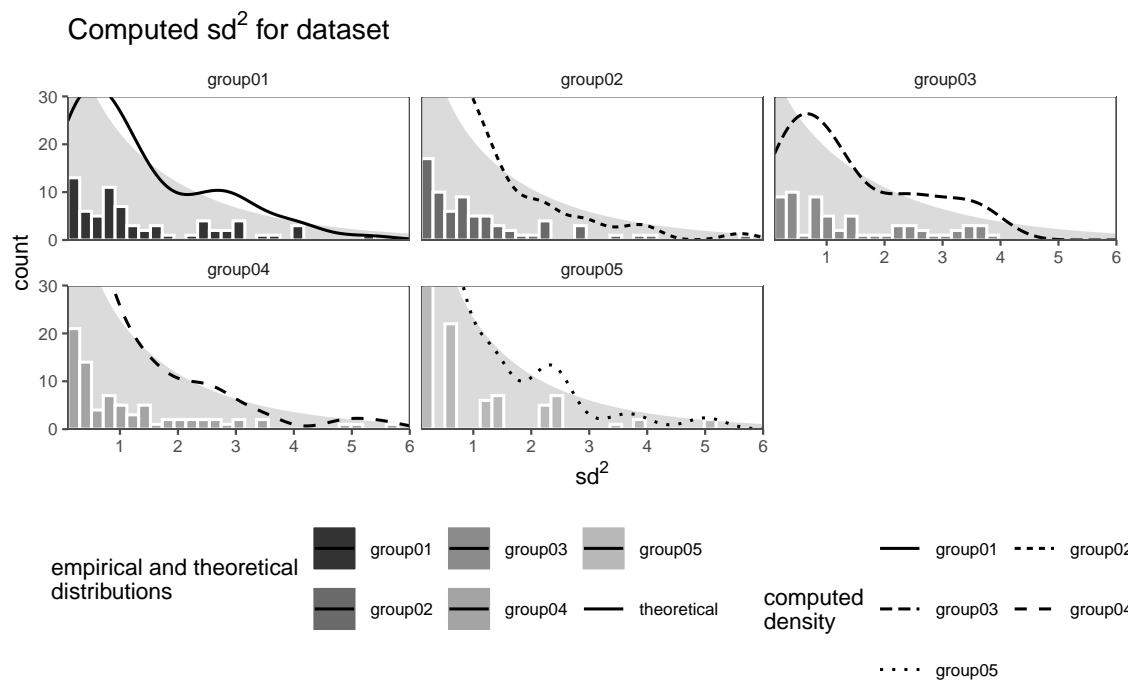 Computed sd² for dataset
group01
group02
group03
30
20
10
0
1 2 3 4 5 6
group04
group05
30
20
10
0
1 2 3 4 5 6
1 2 3 4 5 6
count
sd²
empirical and theoretical
distributions
group01
group03
group05
group02
group04
theoretical
computed
density
group01
group02
group03
group04
group05